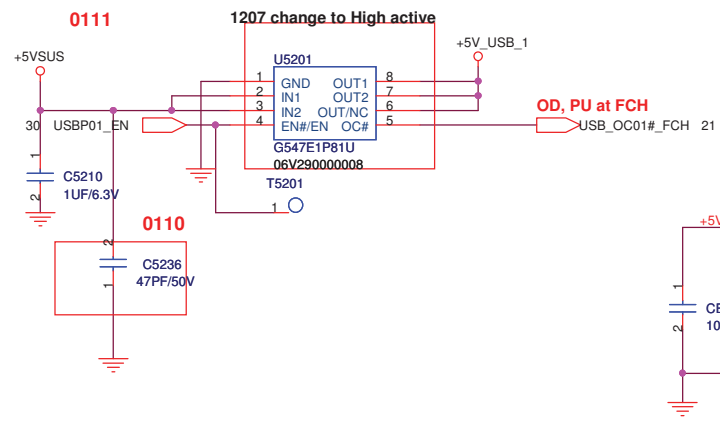 0111
1207 change to High active
+5VSUS
U5201
+5V_USB_1
1 GND OUT1 8
2 IN1 OUT2 7
3 IN2 OUT/NC 6
4 EN#/EN OC# 5
G547E1P81U
06V290000008
30 USBP01_EN
OD, PU at FCH
USB_OC01#_FCH 21
1
C5210
1UF/6.3V
2
T5201
1
0110
2
C5236
47PF/50V
1
+5V
1
CE
10
2